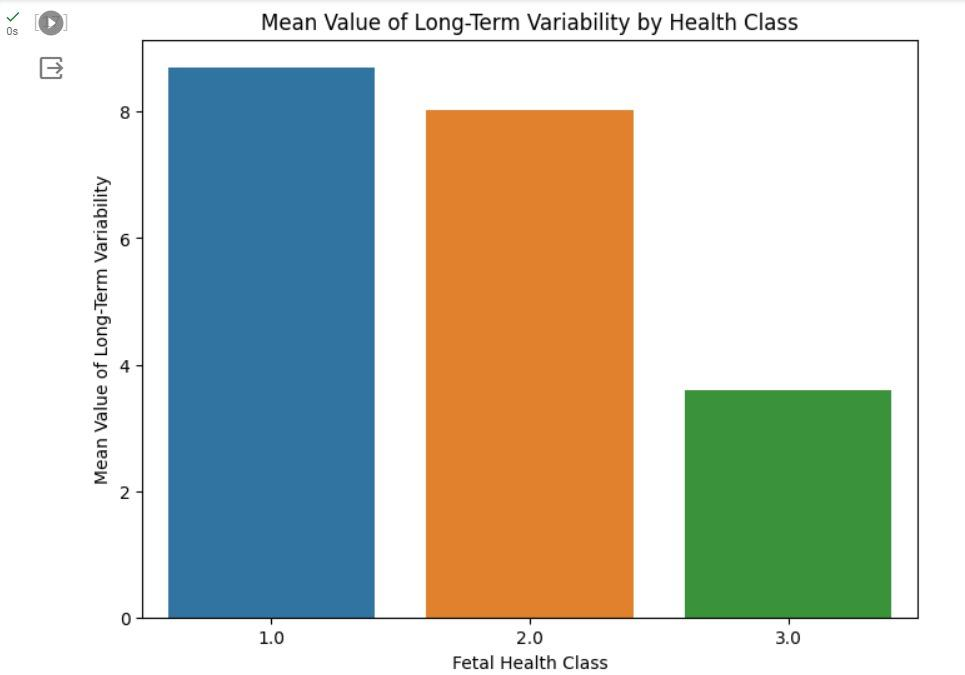 0s
Mean Value of Long-Term Variability by Health Class
Mean Value of Long-Term Variability
8
6
4
2
0
1.0 2.0 3.0
Fetal Health Class